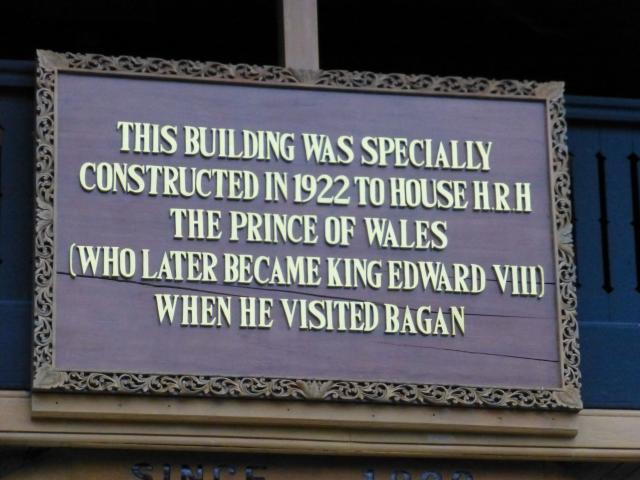 THIS BUILDING WAS SPECIALLY
CONSTRUCTED IN 1922 TO HOUSE H.R.H
THE PRINCE OF WALES
(WHO LATER BECAME KING EDWARD VIII)
WHEN HE VISITED BAGAN
SINCE